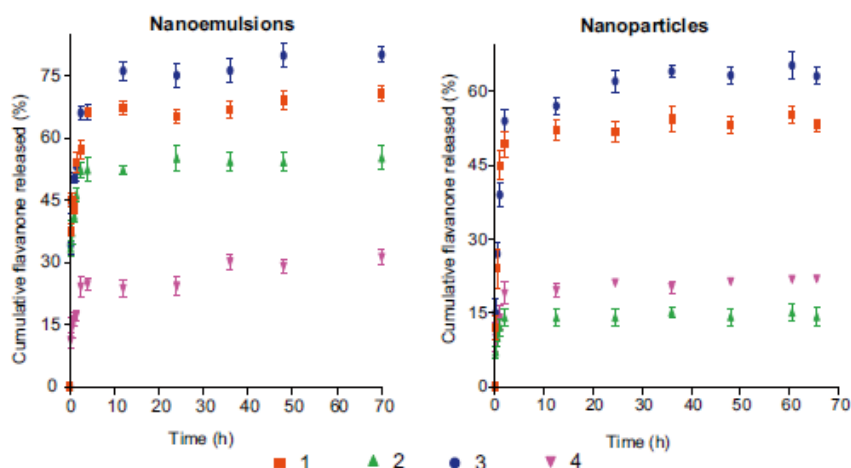 Nanoemulsions
Cumulative flavanone released (%)
75
60
45
30
15
0
0 10 20 30 40 50 60 70
Time (h)
Nanoparticles
Cumulative flavanone released (%)
60
45
30
15
0
0 10 20 30 40 50 60 70
Time (h)
1 2 3 4